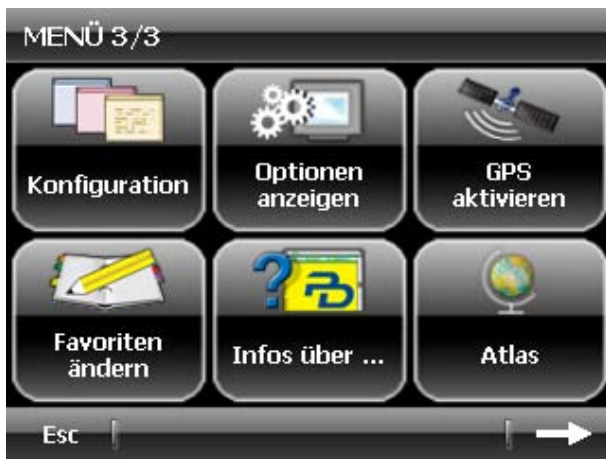 MENÜ 3/3
Konfiguration
Optionen
anzeigen
GPS
aktivieren
Favoriten
ändern
Infos über ...
Atlas
Esc